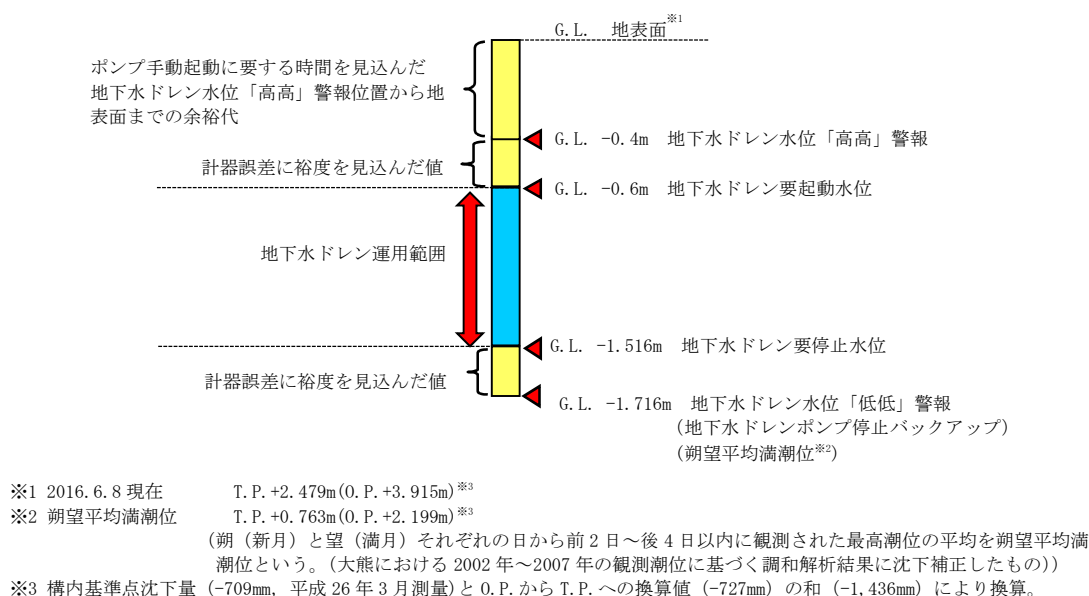 G.L. 地表面※1
ポンプ手動起動に要する時間を見込んだ
地下水ドレン水位「高高」警報位置から地
表面までの余裕代
G.L. -0.4m 地下水ドレン水位「高高」警報
計器誤差に裕度を見込んだ値
G.L. -0.6m 地下水ドレン要起動水位
地下水ドレン運用範囲
G.L. -1.516m 地下水ドレン要停止水位
計器誤差に裕度を見込んだ値
G.L. -1.716m 地下水ドレン水位「低低」警報
(地下水ドレンポンプ停止バックアップ)
(朔望平均満潮位※2)
※1 2016.6.8 現在 T.P.+2.479m(O.P.+3.915m)※3
※2 朔望平均満潮位 T.P.+0.763m(O.P.+2.199m)※3
(朔（新月）と望（満月）それぞれの日から前2日～後4日以内に観測された最高潮位の平均を朔望平均満
潮位という。(大熊における2002年～2007年の観測潮位に基づく調和解析結果に沈下補正したもの))
※3 構内基準点沈下量 (-709mm, 平成26年3月測量)とO.P.からT.P.への換算値 (-727mm) の和 (-1,436mm) により換算。